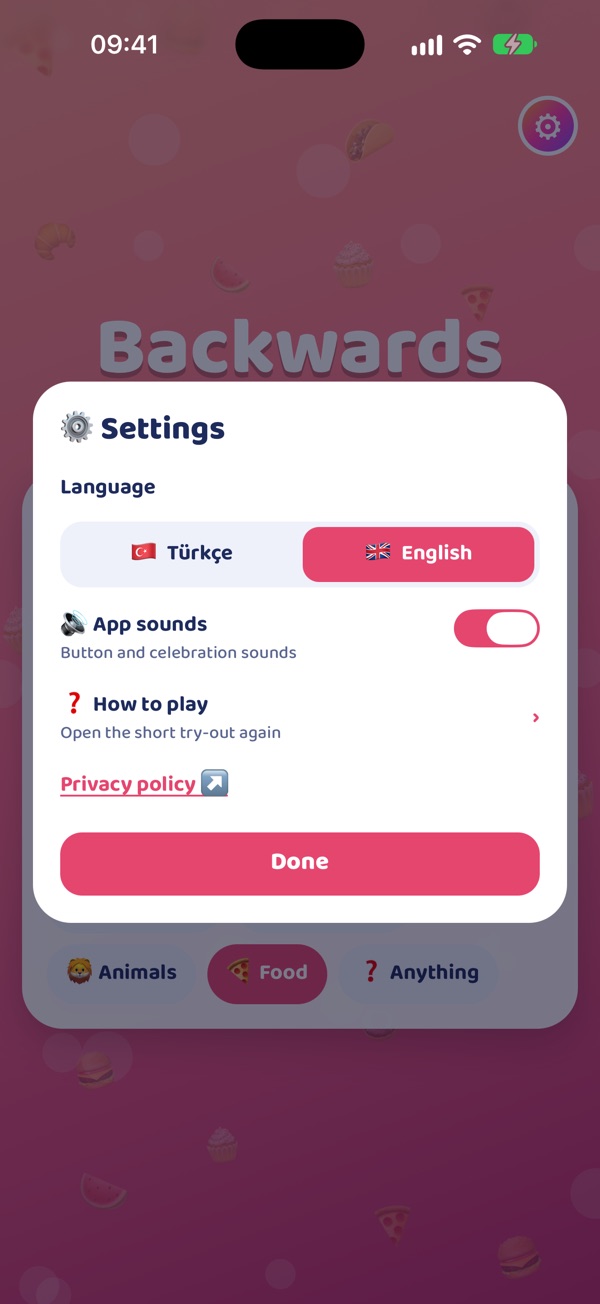 09:41
Backwards
Settings
Language
Türkçe
English
App sounds
Button and celebration sounds
How to play
Open the short try-out again
›
Privacy policy
Done
Animals
Food
Anything